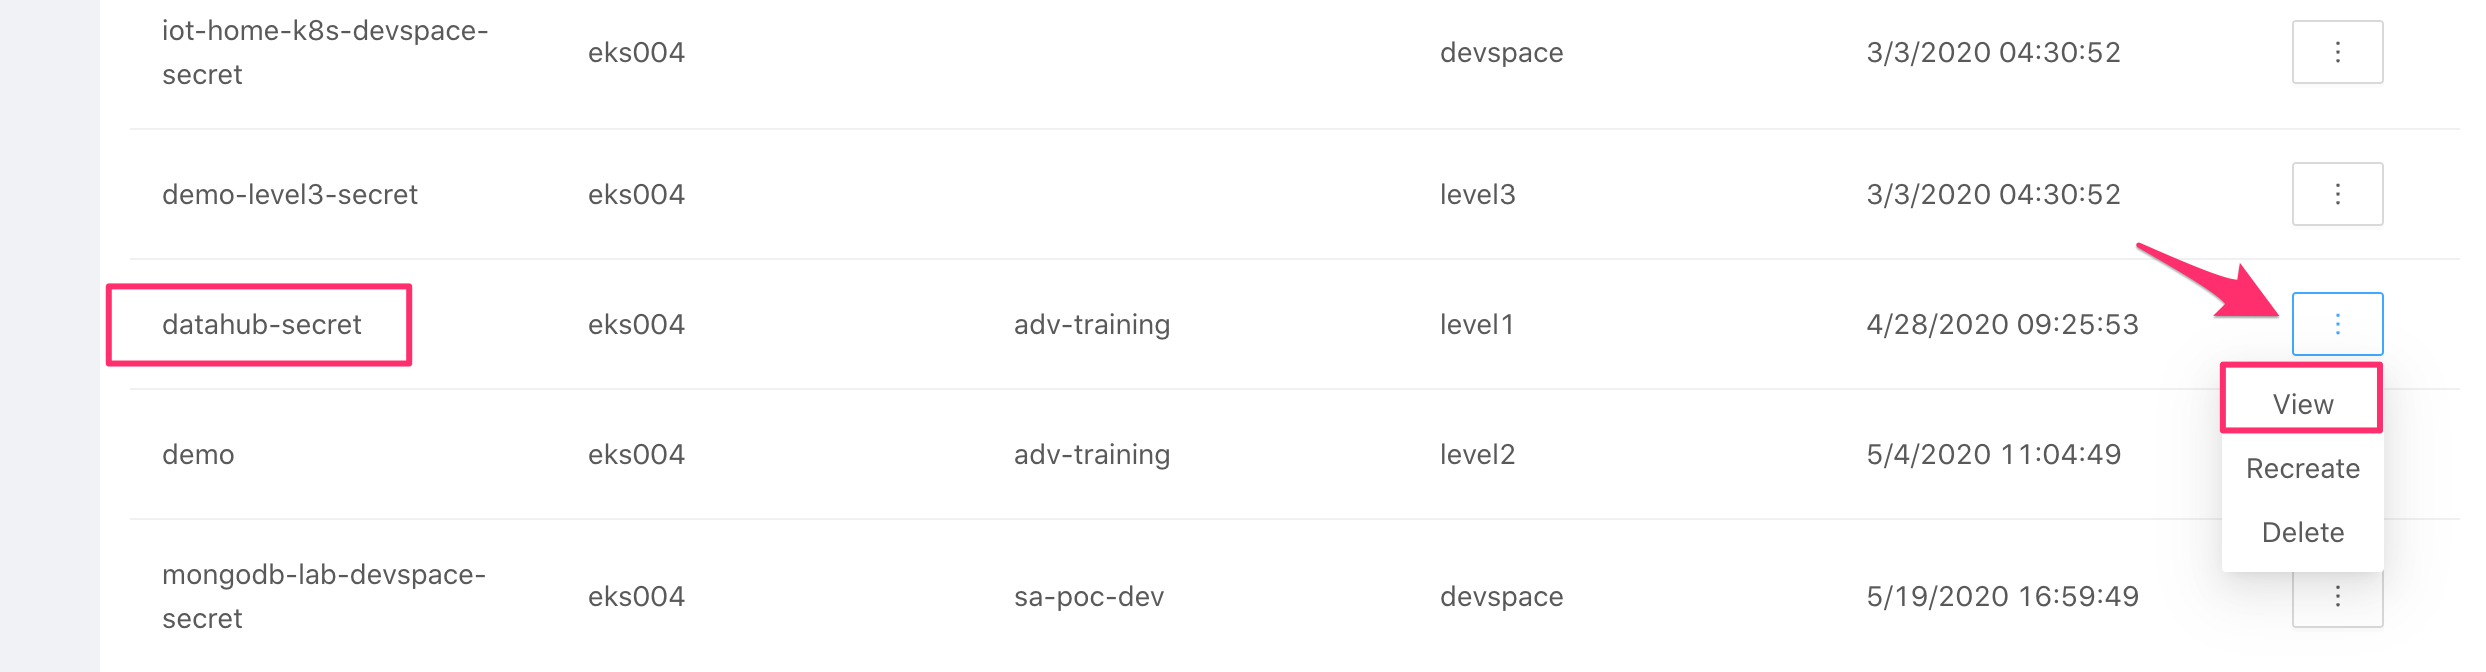 iot-home-k8s-devspace-
secret
eks004
devspace
3/3/2020 04:30:52
demo-level3-secret
eks004
level3
3/3/2020 04:30:52
datahub-secret
eks004
adv-training
level1
4/28/2020 09:25:53
View
demo
eks004
adv-training
level2
5/4/2020 11:04:49
Recreate
Delete
mongodb-lab-devspace-
secret
eks004
sa-poc-dev
devspace
5/19/2020 16:59:49